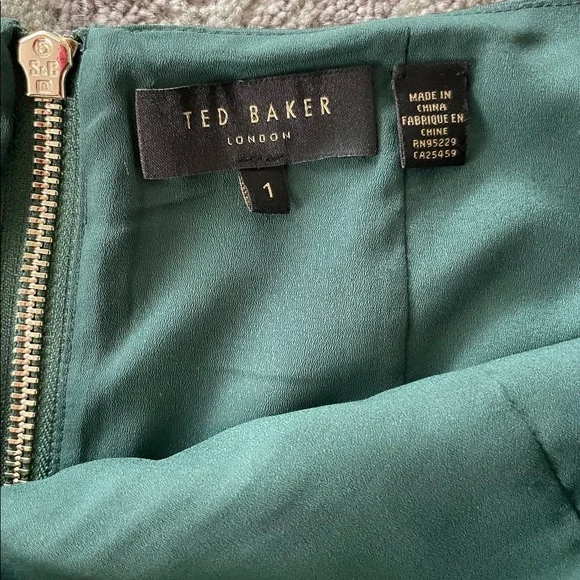 TED BAKER
LONDON
1
MADE IN
CHINA
FABRIQUE EN
CHINE
RN95229
CA25459